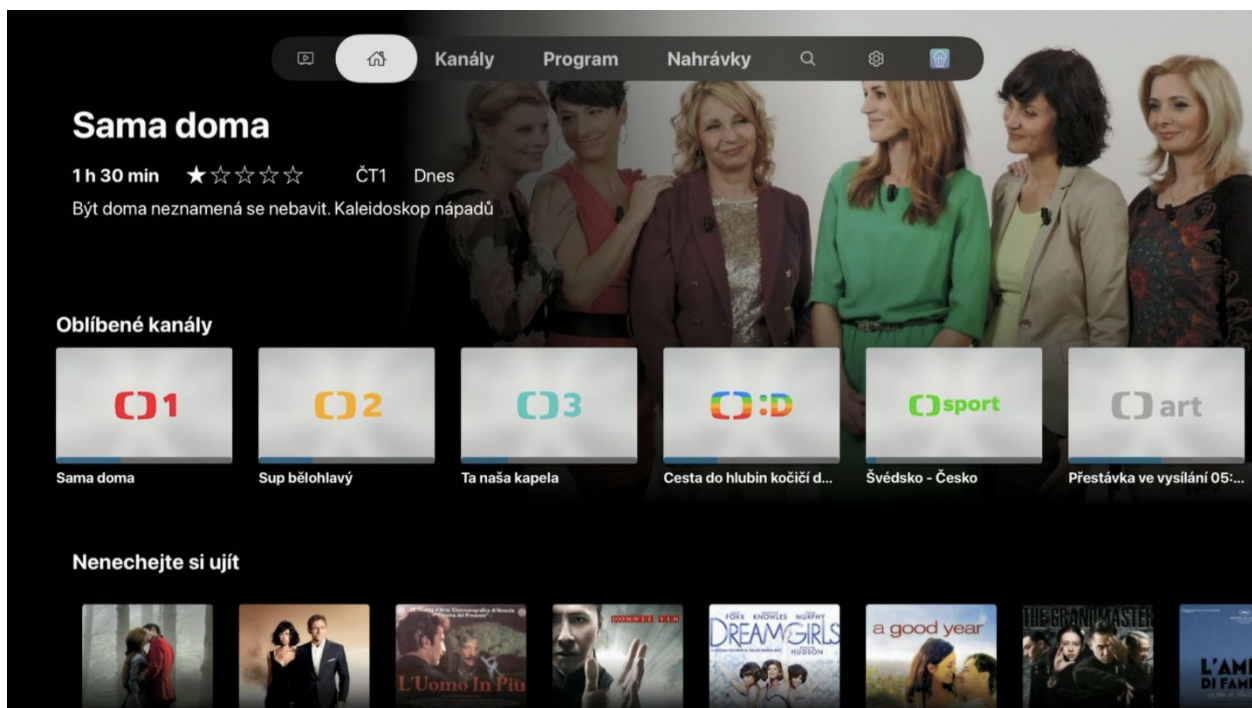 Kanály Program Nahrávky
Sama doma
1 h 30 min ★☆☆☆☆ ČT1 Dnes
Být doma neznamená se nebavit. Kaleidoskop nápadů
Oblíbené kanály
1 2 3 :D sport art
Sama doma Sup bělohlavý Ta naša kapela Cesta do hlubin kočičí d... Švédsko - Česko Přestávka ve vysílání 05:...
Nenechejte si ujít
DONNIE YEN
FOXX KNOWLES MURPHY
DREAMGIRLS
HUDSON
a good year
THE GRANDMASTER
L'Uomo In Più
L'AMI
DI FAMI